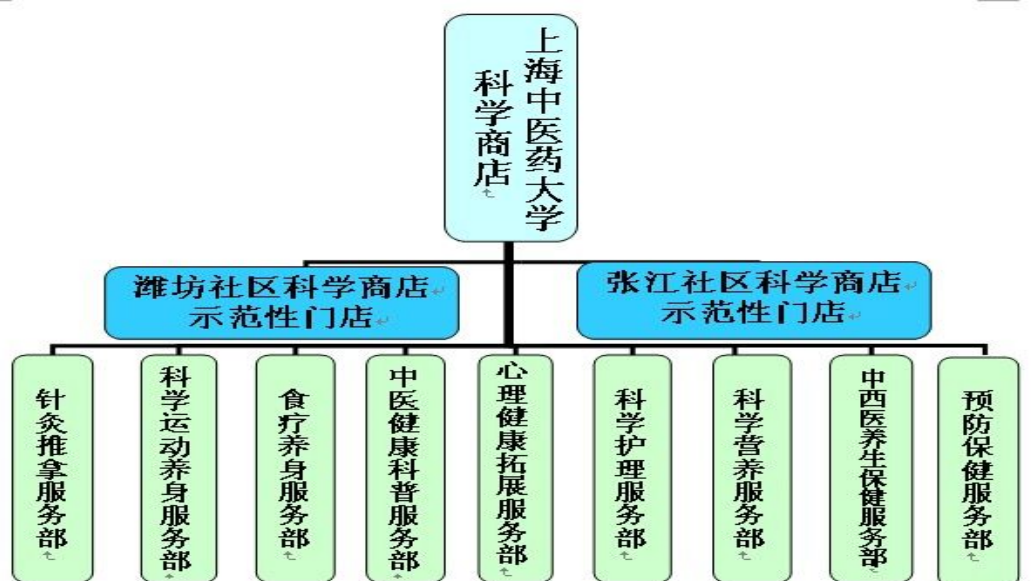 上海中医药大学
科学商店
潍坊社区科学商店
示范性门店
张江社区科学商店
示范性门店
针灸推拿服务部
科学运动养身服务部
食疗养身服务部
中医健康科普服务部
心理健康拓展服务部
科学护理服务部
科学营养服务部
中西医养生保健服务部
预防保健服务部